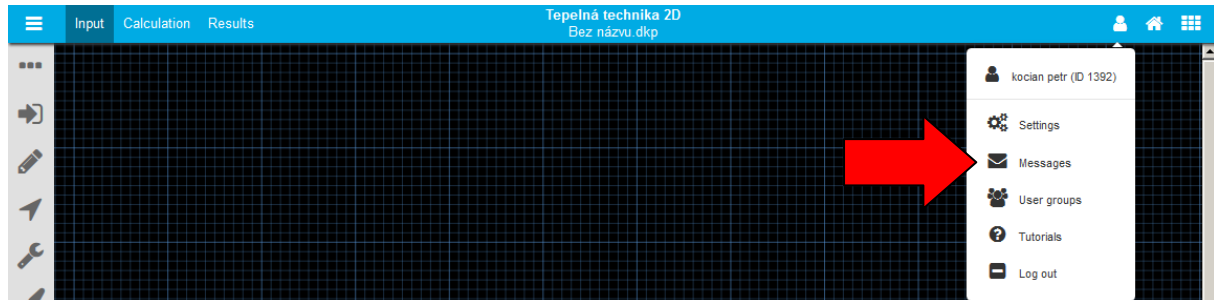 Input Calculation Results
Tepelná technika 2D
Bez názvu.dkp
kocian petr (ID 1392)
Settings
Messages
User groups
Tutorials
Log out